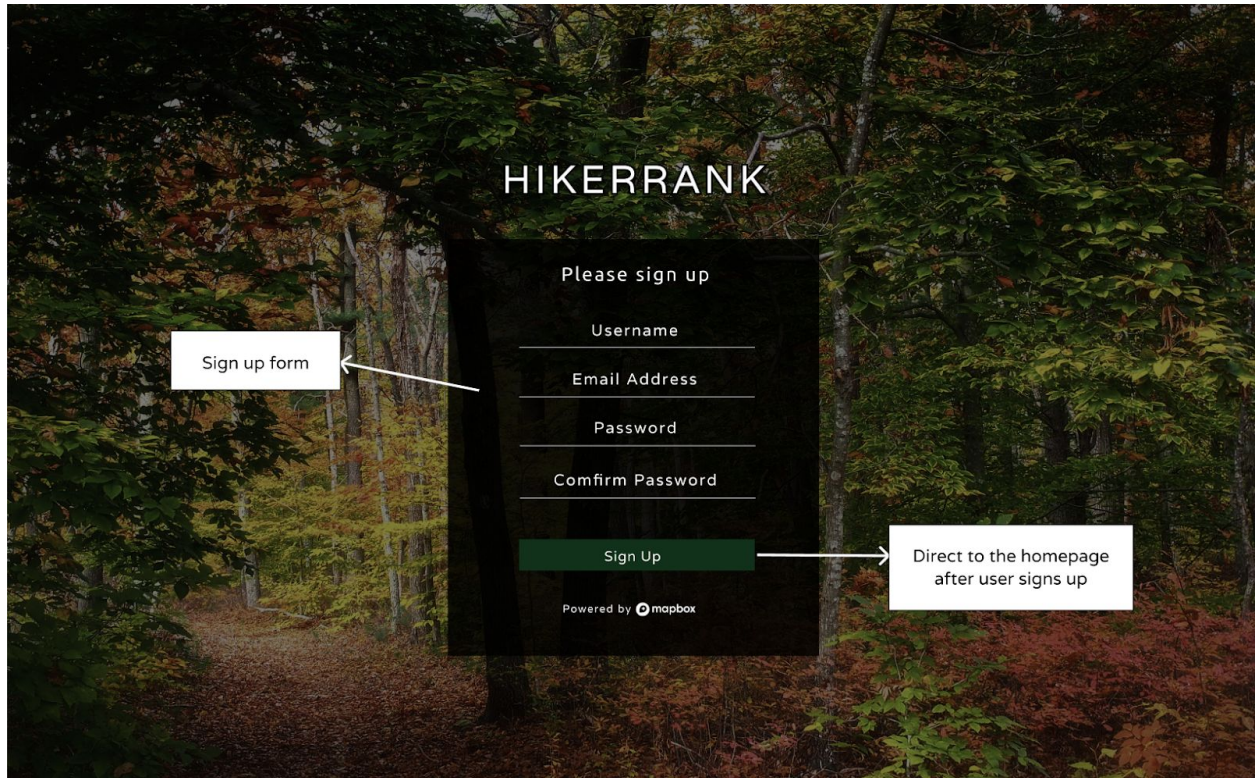 HIKERRANK
Please sign up
Username
Sign up form
Email Address
Password
Comfirm Password
Sign Up
Direct to the homepage
after user signs up
Powered by mapbox